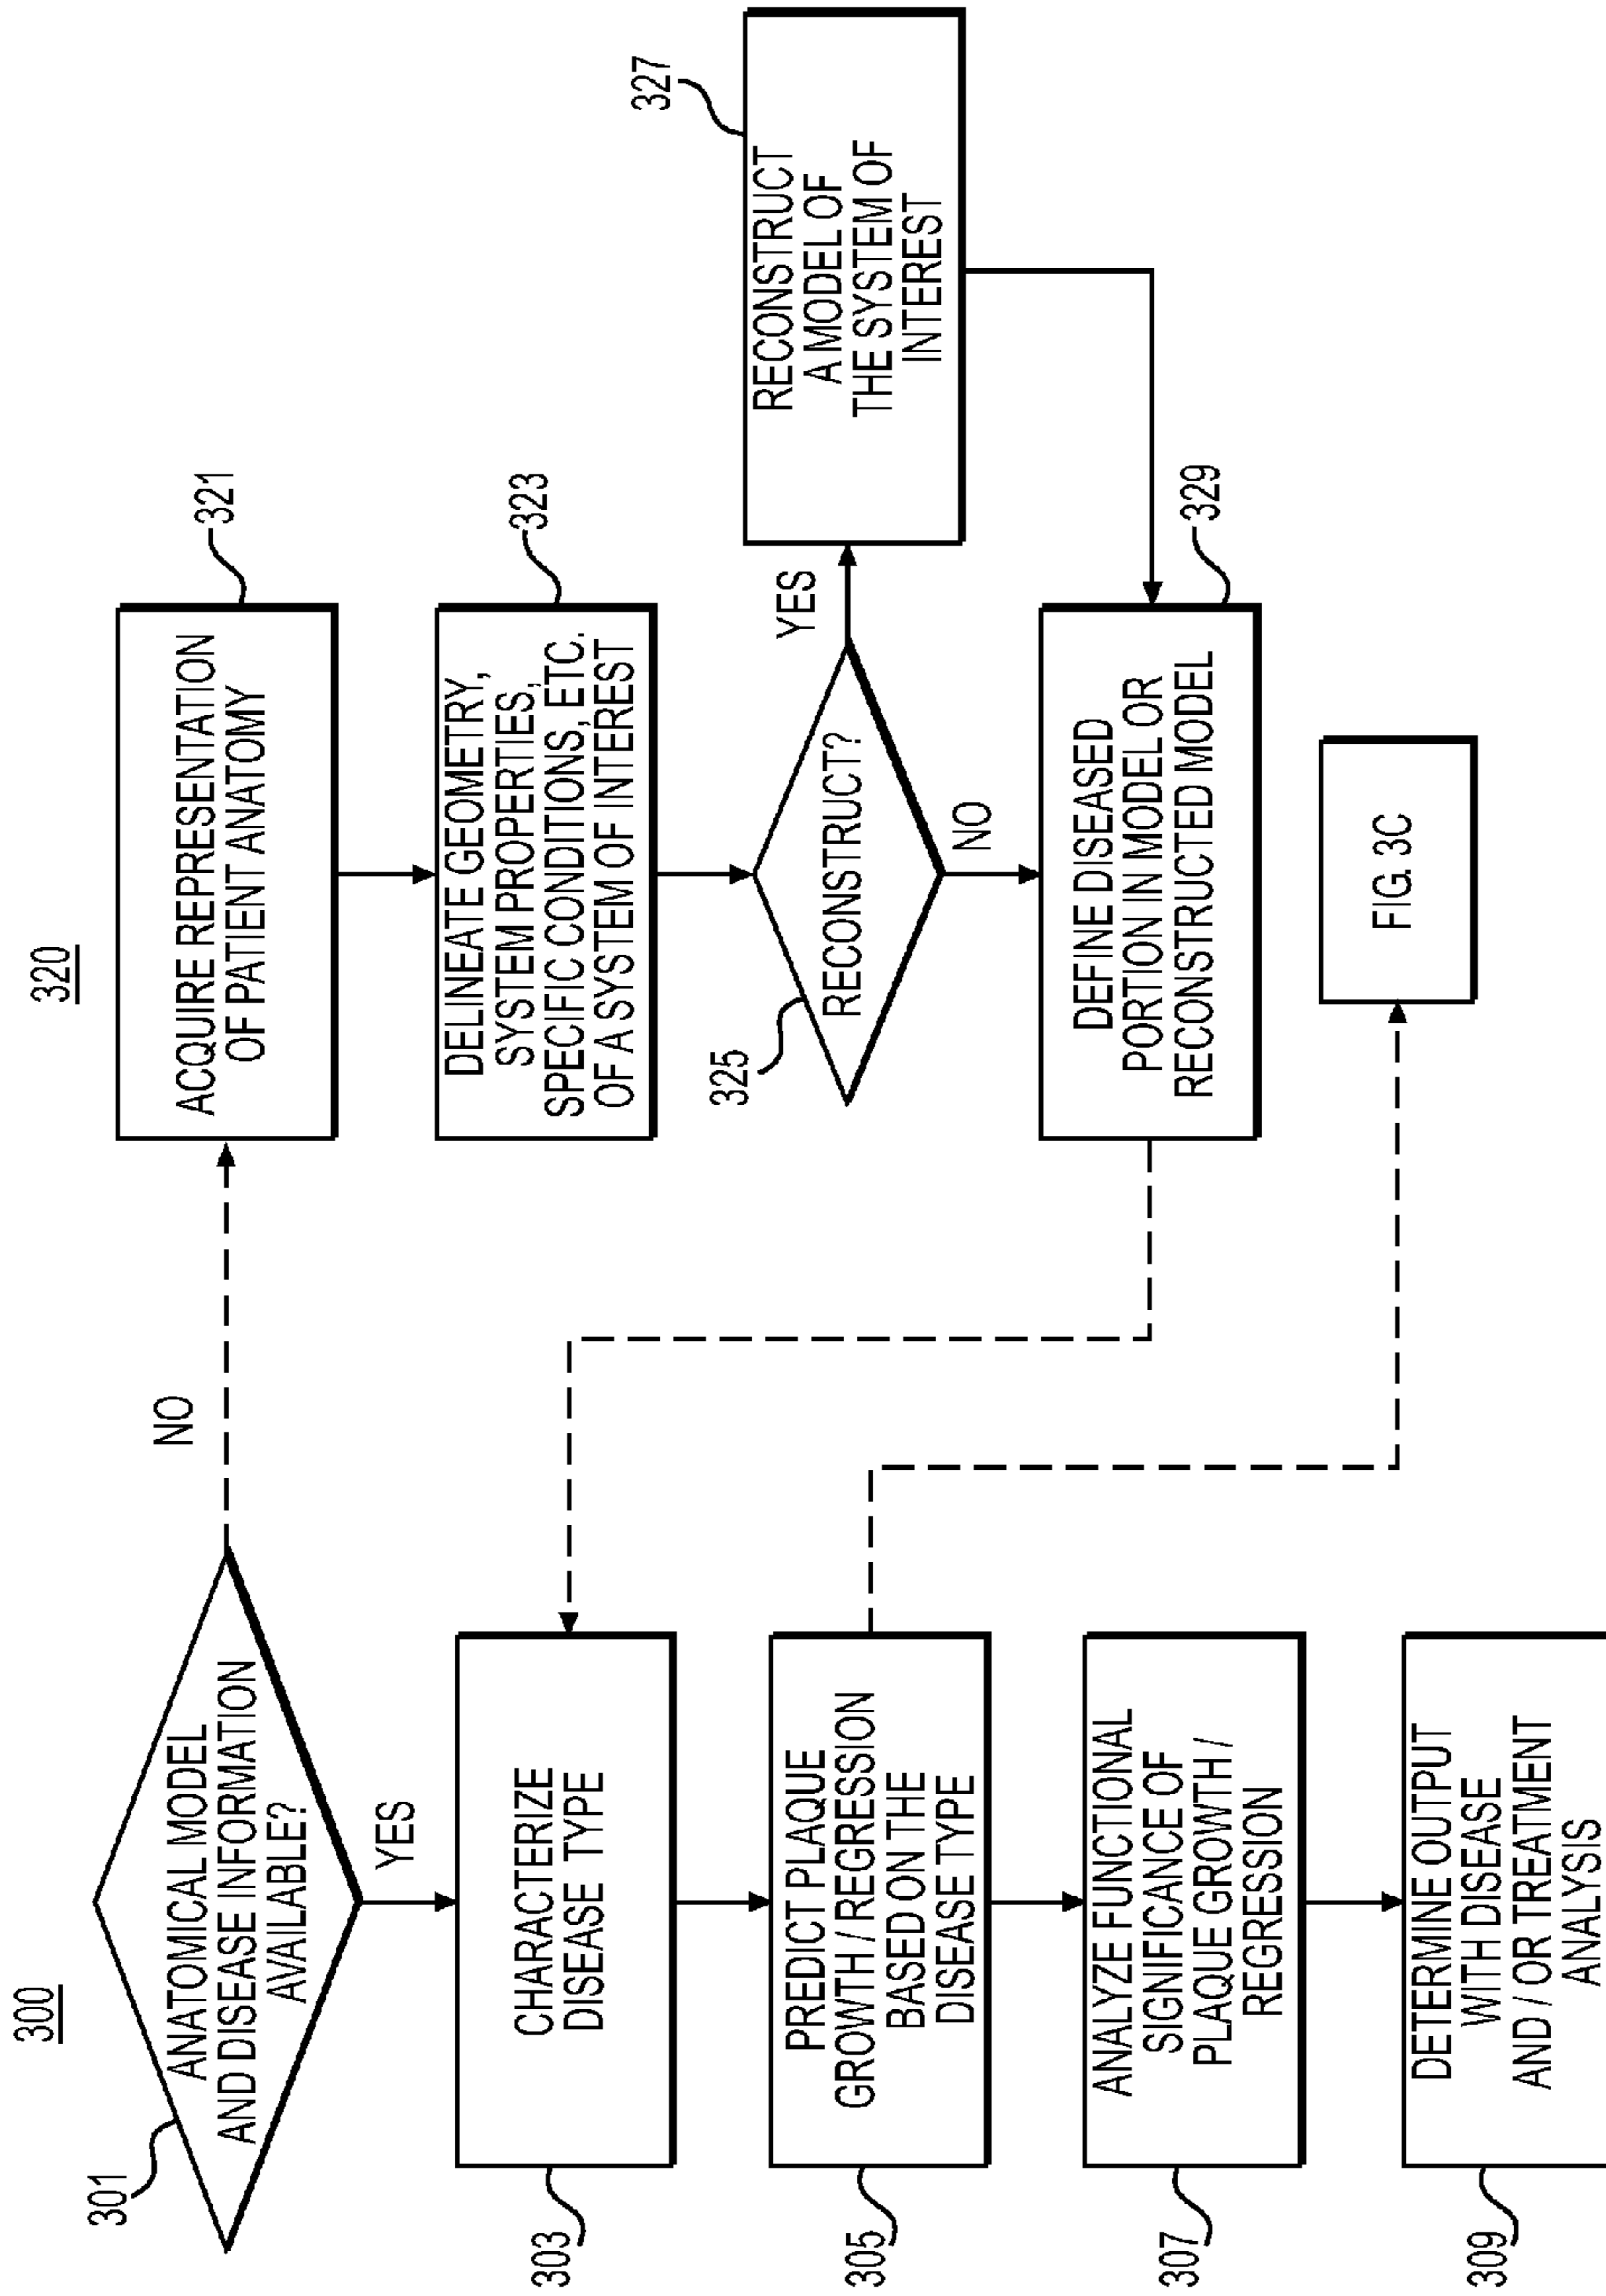 300
301
ANATOMICAL MODEL
AND DISEASE INFORMATION
AVAILABLE?
NO
YES
303
CHARACTERIZE
DISEASE TYPE
305
PREDICT PLAQUE
GROWTH / REGRESSION
BASED ON THE
DISEASE TYPE
307
ANALYZE FUNCTIONAL
SIGNIFICANCE OF
PLAQUE GROWTH /
REGRESSION
309
DETERMINE OUTPUT
WITH DISEASE
AND / OR TREATMENT
ANALYSIS
320
321
ACQUIRE REPRESENTATION
OF PATIENT ANATOMY
323
DELINEATE GEOMETRY,
SYSTEM PROPERTIES,
SPECIFIC CONDITIONS, ETC.
OF A SYSTEM OF INTEREST
325
RECONSTRUCT?
YES
NO
327
RECONSTRUCT
A MODEL OF
THE SYSTEM OF
INTEREST
329
DEFINE DISEASED
PORTION IN MODEL OR
RECONSTRUCTED MODEL
FIG. 3C